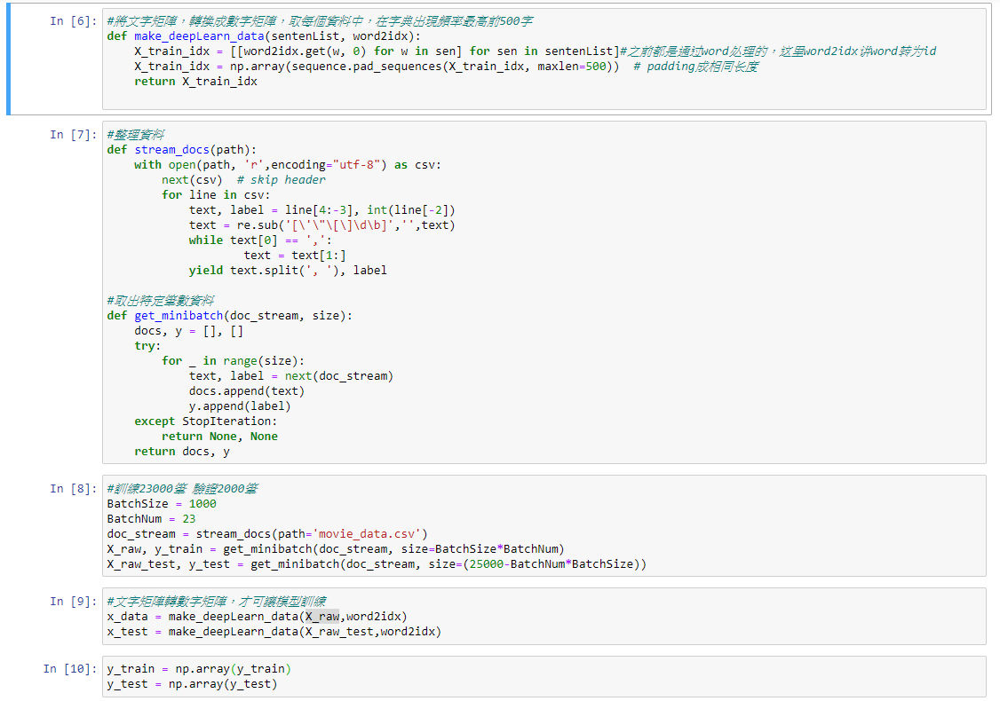 In [6]: #將文字矩陣，轉換成數字矩陣，取每個資料中，在字典出現頻率最高前500字
def make_deepLearn_data(sentenList, word2idx):
    X_train_idx = [[word2idx.get(w, 0) for w in sen] for sen in sentenList]#之前都是通过word处理的，这里word2idx讲word转为id
    X_train_idx = np.array(sequence.pad_sequences(X_train_idx, maxlen=500))  # padding成相同长度
    return X_train_idx
In [7]: #整理資料
def stream_docs(path):
    with open(path, 'r',encoding="utf-8") as csv:
        next(csv)  # skip header
        for line in csv:
            text, label = line[4:-3], int(line[-2])
            text = re.sub('[\'\"\[\]\d\b]','',text)
            while text[0] == ',':
                    text = text[1:]
            yield text.split(', '), label
#取出特定筆數資料
def get_minibatch(doc_stream, size):
    docs, y = [], []
    try:
        for _ in range(size):
            text, label = next(doc_stream)
            docs.append(text)
            y.append(label)
    except StopIteration:
        return None, None
    return docs, y
In [8]: #訓練23000筆 驗證2000筆
BatchSize = 1000
BatchNum = 23
doc_stream = stream_docs(path='movie_data.csv')
X_raw, y_train = get_minibatch(doc_stream, size=BatchSize*BatchNum)
X_raw_test, y_test = get_minibatch(doc_stream, size=(25000-BatchNum*BatchSize))
In [9]: #文字矩陣轉數字矩陣，才可讓模型訓練
x_data = make_deepLearn_data(X_raw,word2idx)
x_test = make_deepLearn_data(X_raw_test,word2idx)
In [10]: y_train = np.array(y_train)
y_test = np.array(y_test)